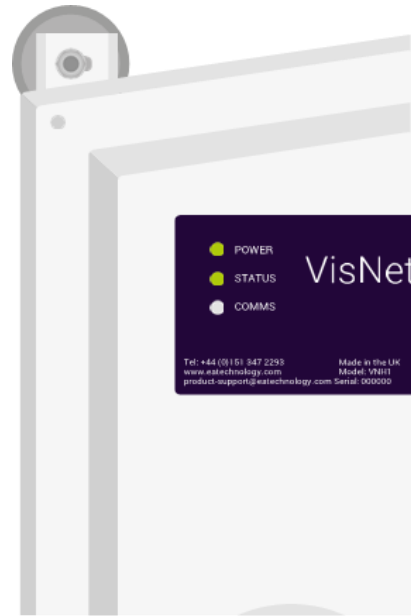 POWER
STATUS
COMMS
VisNet
Tel: +44 (0)151 347 2293
www.eatechnology.com
product-support@eatechnology.com
Made in the UK
Model: VNH1
Serial: 000000